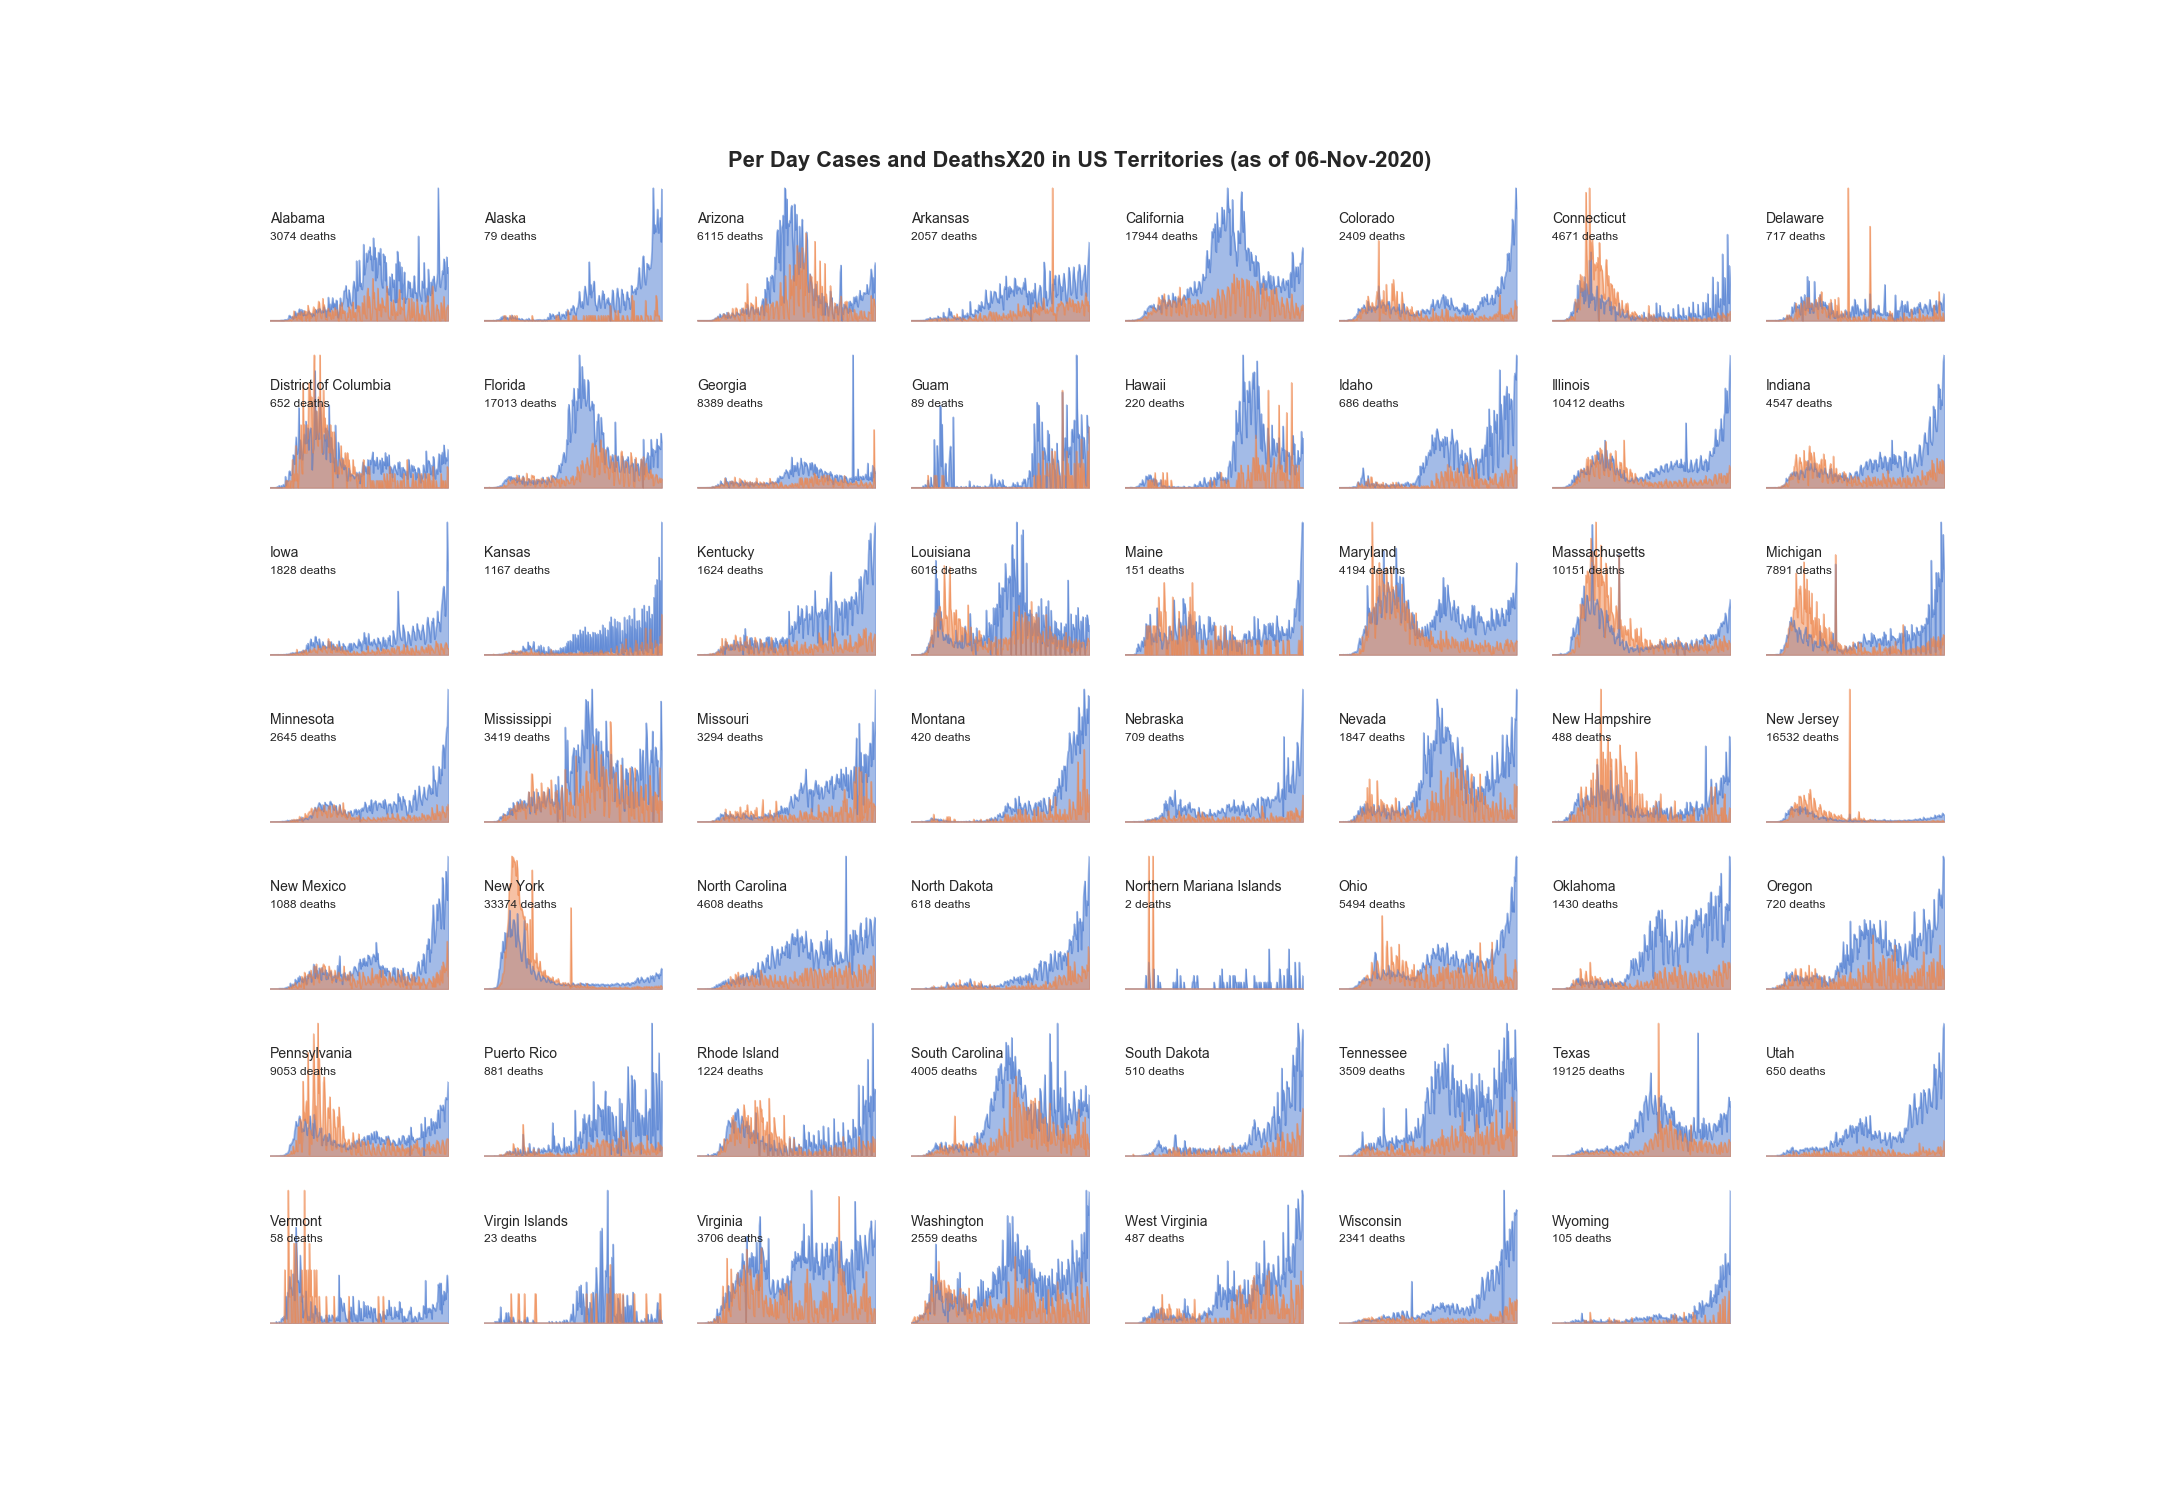 Per Day Cases and DeathsX20 in US Territories (as of 06-Nov-2020)
Alabama
3074 deaths
Alaska
79 deaths
Arizona
6115 deaths
Arkansas
2057 deaths
California
17944 deaths
Colorado
2409 deaths
Connecticut
4671 deaths
Delaware
717 deaths
District of Columbia
652 deaths
Florida
17013 deaths
Georgia
8389 deaths
Guam
89 deaths
Hawaii
220 deaths
Idaho
686 deaths
Illinois
10412 deaths
Indiana
4547 deaths
Iowa
1828 deaths
Kansas
1167 deaths
Kentucky
1624 deaths
Louisiana
6016 deaths
Maine
151 deaths
Maryland
4194 deaths
Massachusetts
10151 deaths
Michigan
7891 deaths
Minnesota
2645 deaths
Mississippi
3419 deaths
Missouri
3294 deaths
Montana
420 deaths
Nebraska
709 deaths
Nevada
1847 deaths
New Hampshire
488 deaths
New Jersey
16532 deaths
New Mexico
1088 deaths
New York
33374 deaths
North Carolina
4608 deaths
North Dakota
618 deaths
Northern Mariana Islands
2 deaths
Ohio
5494 deaths
Oklahoma
1430 deaths
Oregon
720 deaths
Pennsylvania
9053 deaths
Puerto Rico
881 deaths
Rhode Island
1224 deaths
South Carolina
4005 deaths
South Dakota
510 deaths
Tennessee
3509 deaths
Texas
19125 deaths
Utah
650 deaths
Vermont
58 deaths
Virgin Islands
23 deaths
Virginia
3706 deaths
Washington
2559 deaths
West Virginia
487 deaths
Wisconsin
2341 deaths
Wyoming
105 deaths